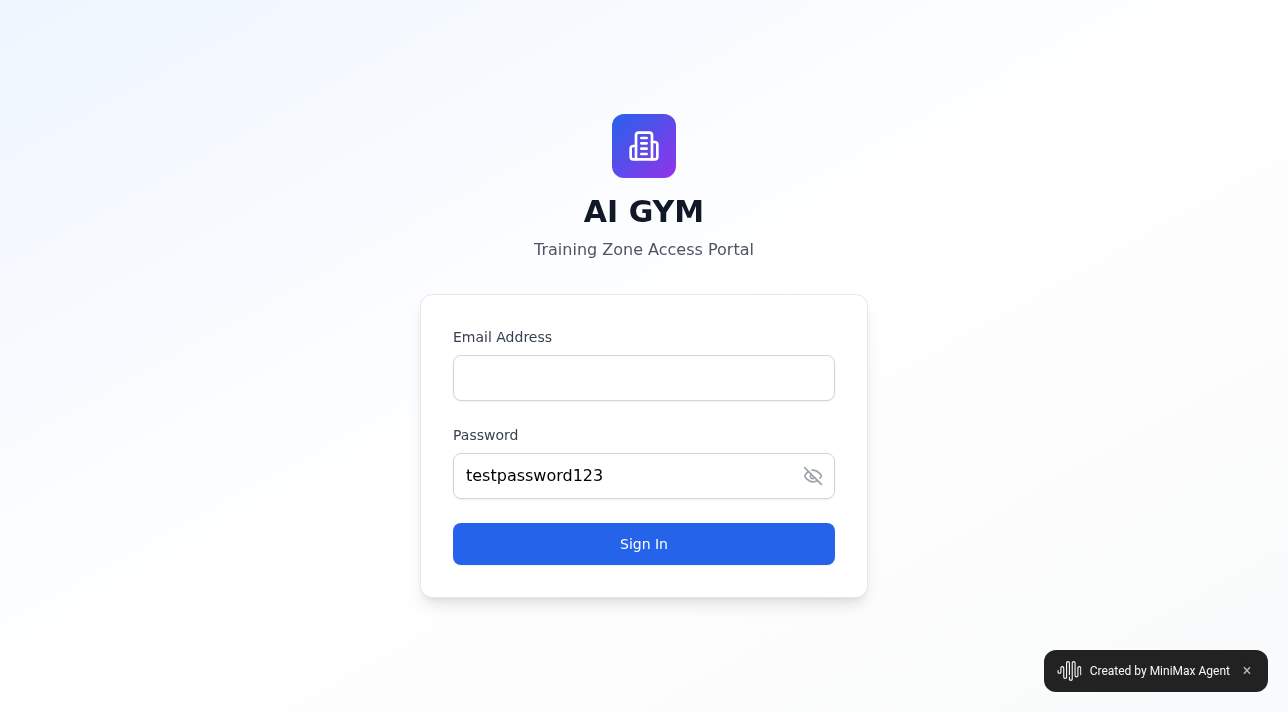 AI GYM
Training Zone Access Portal
Email Address
Password
testpassword123
Sign In
Created by MiniMax Agent ×